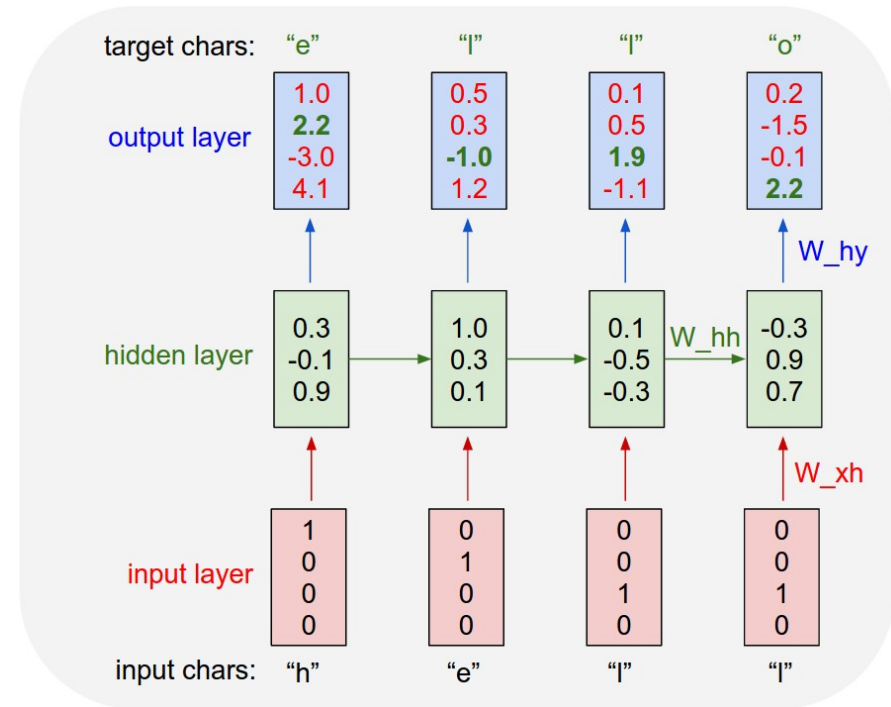 target chars: “e” “l” “l” “o”
output layer
1.0 0.5 0.1 0.2
2.2 0.3 0.5 -1.5
-3.0 -1.0 1.9 -0.1
4.1 1.2 -1.1 2.2
W_hy
hidden layer
0.3 1.0 0.1 -0.3
-0.1 0.3 -0.5 0.9
0.9 0.1 -0.3 0.7
W_hh
W_xh
input layer
1 0 0 0
0 1 0 0
0 0 1 1
0 0 0 0
input chars: “h” “e” “l” “l”